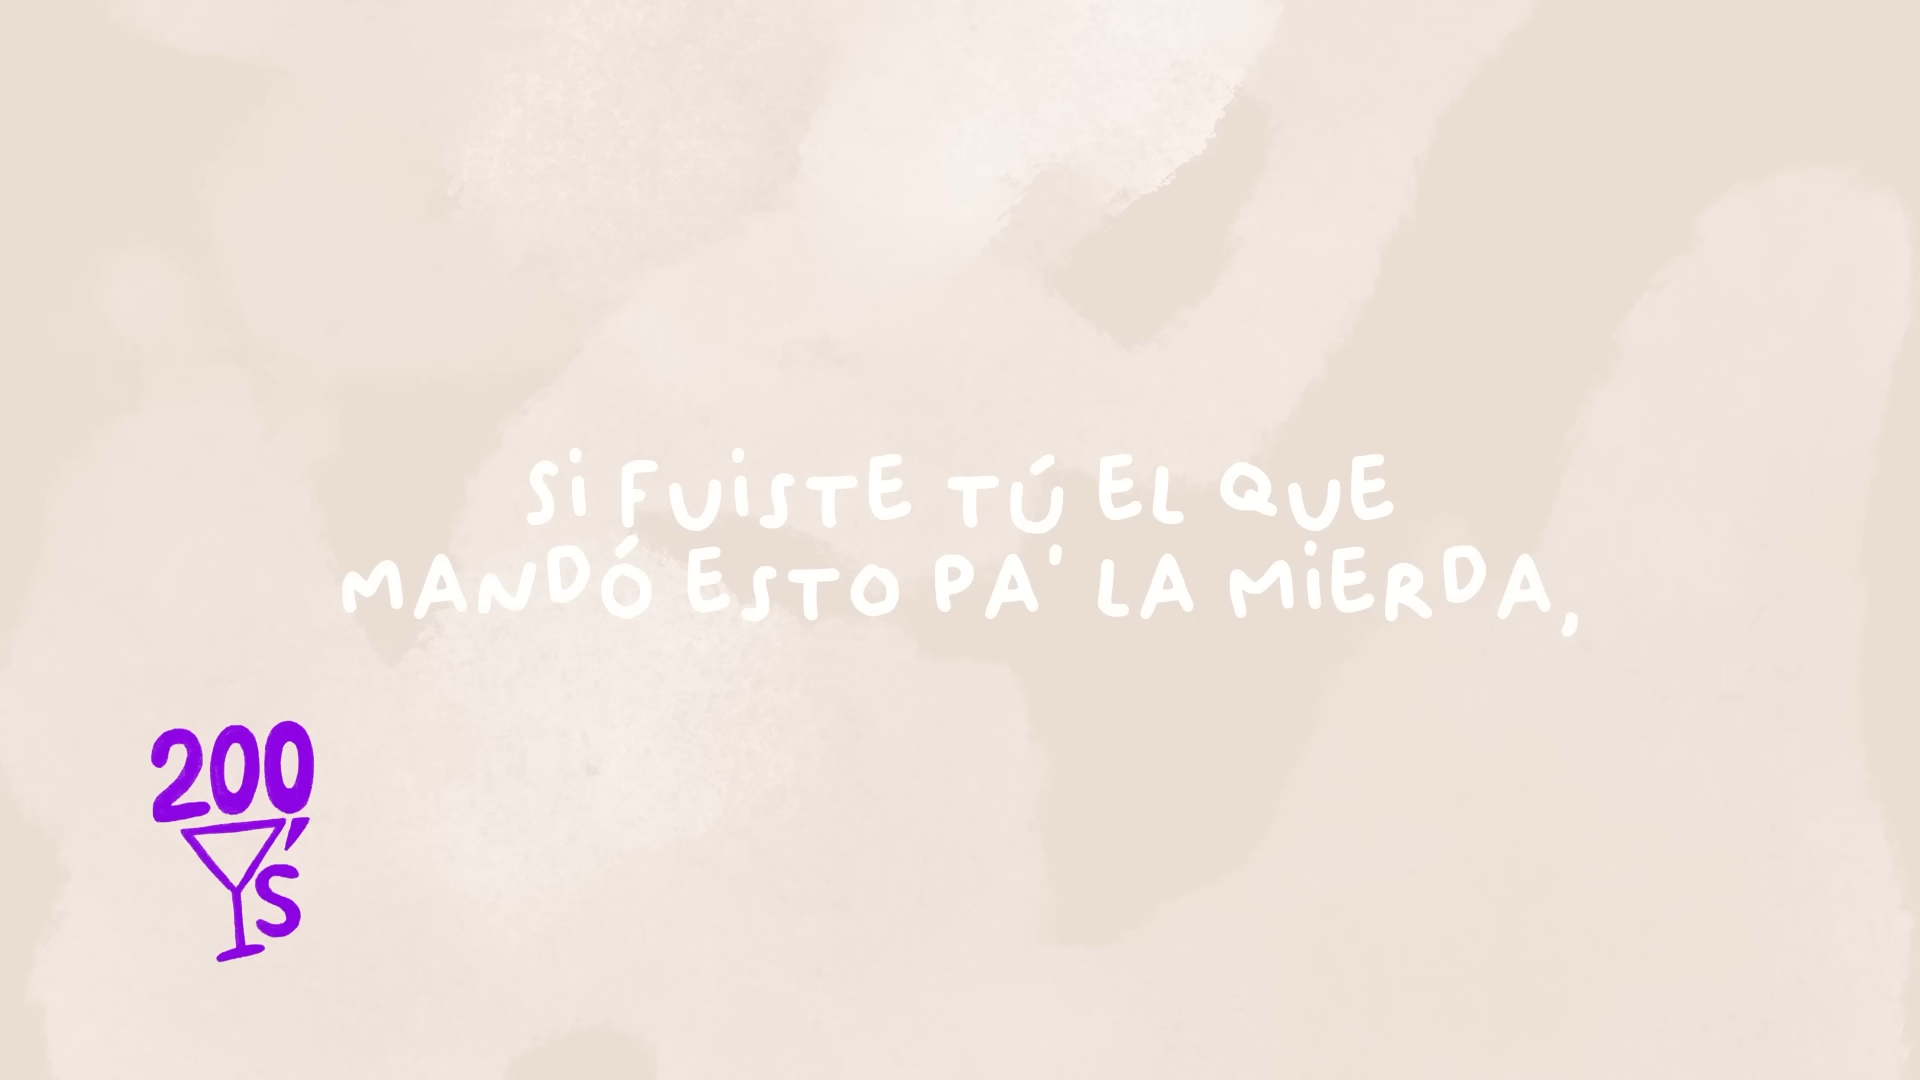 SI FUISTE TÚ EL QUE
MANDÓ ESTO PA' LA MIERDA,
200
Y'S